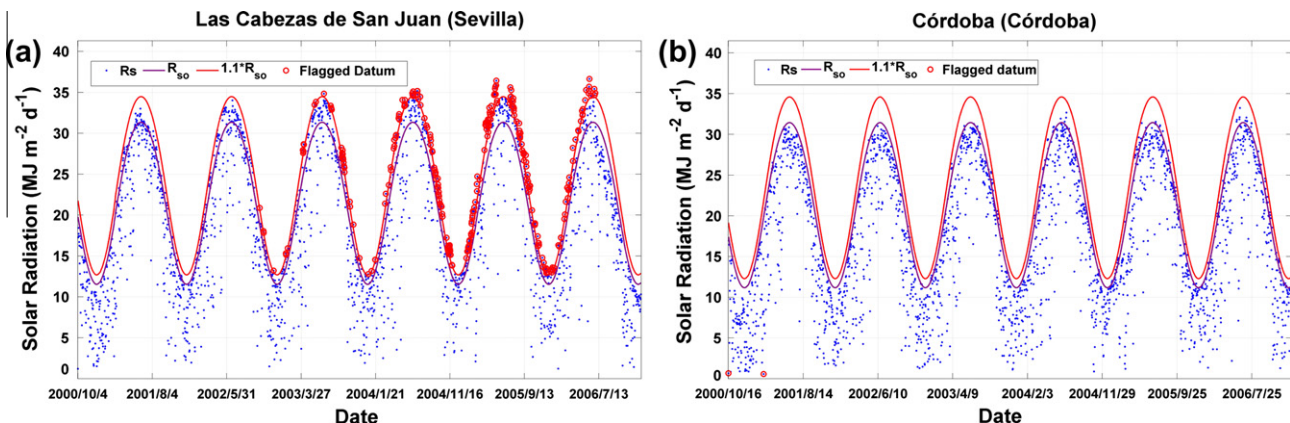 Las Cabezas de San Juan (Sevilla)
(a)
Solar Radiation (MJ m-2 d-1)
40
35
30
25
20
15
10
5
0
Rs Rso 1.1*Rso Flagged Datum
2000/10/4 2001/8/4 2002/5/31 2003/3/27 2004/1/21 2004/11/16 2005/9/13 2006/7/13
Date
Córdoba (Córdoba)
(b)
Solar Radiation (MJ m-2 d-1)
40
35
30
25
20
15
10
5
0
Rs Rso 1.1*Rso Flagged datum
2000/10/16 2001/8/14 2002/6/10 2003/4/9 2004/2/3 2004/11/29 2005/9/25 2006/7/25
Date